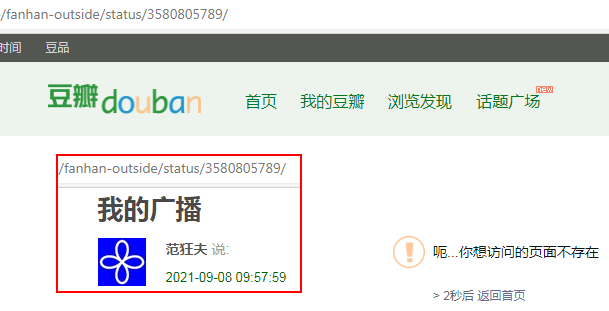 /fanhan-outside/status/3580805789/
时间 豆品
豆瓣douban 首页 我的豆瓣 浏览发现 话题广场 new
/fanhan-outside/status/3580805789/
我的广播
范狂夫 说:
2021-09-08 09:57:59
呃...你想访问的页面不存在
> 2秒后 返回首页